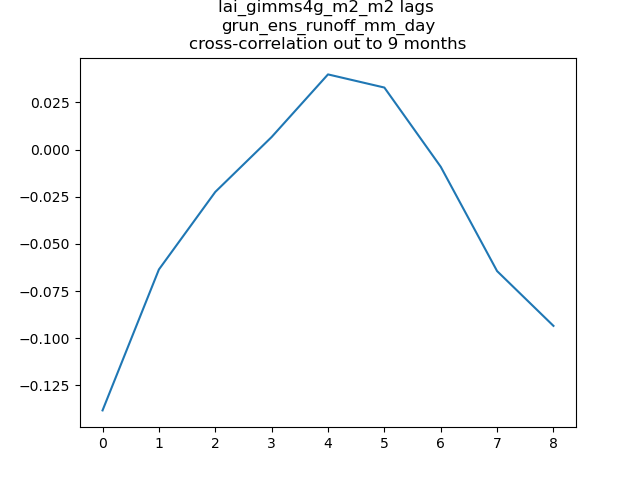 lai_gimms4g_m2_m2 lags
grun_ens_runoff_mm_day
cross-correlation out to 9 months
0.025
0.000
−0.025
−0.050
−0.075
−0.100
−0.125
0 1 2 3 4 5 6 7 8